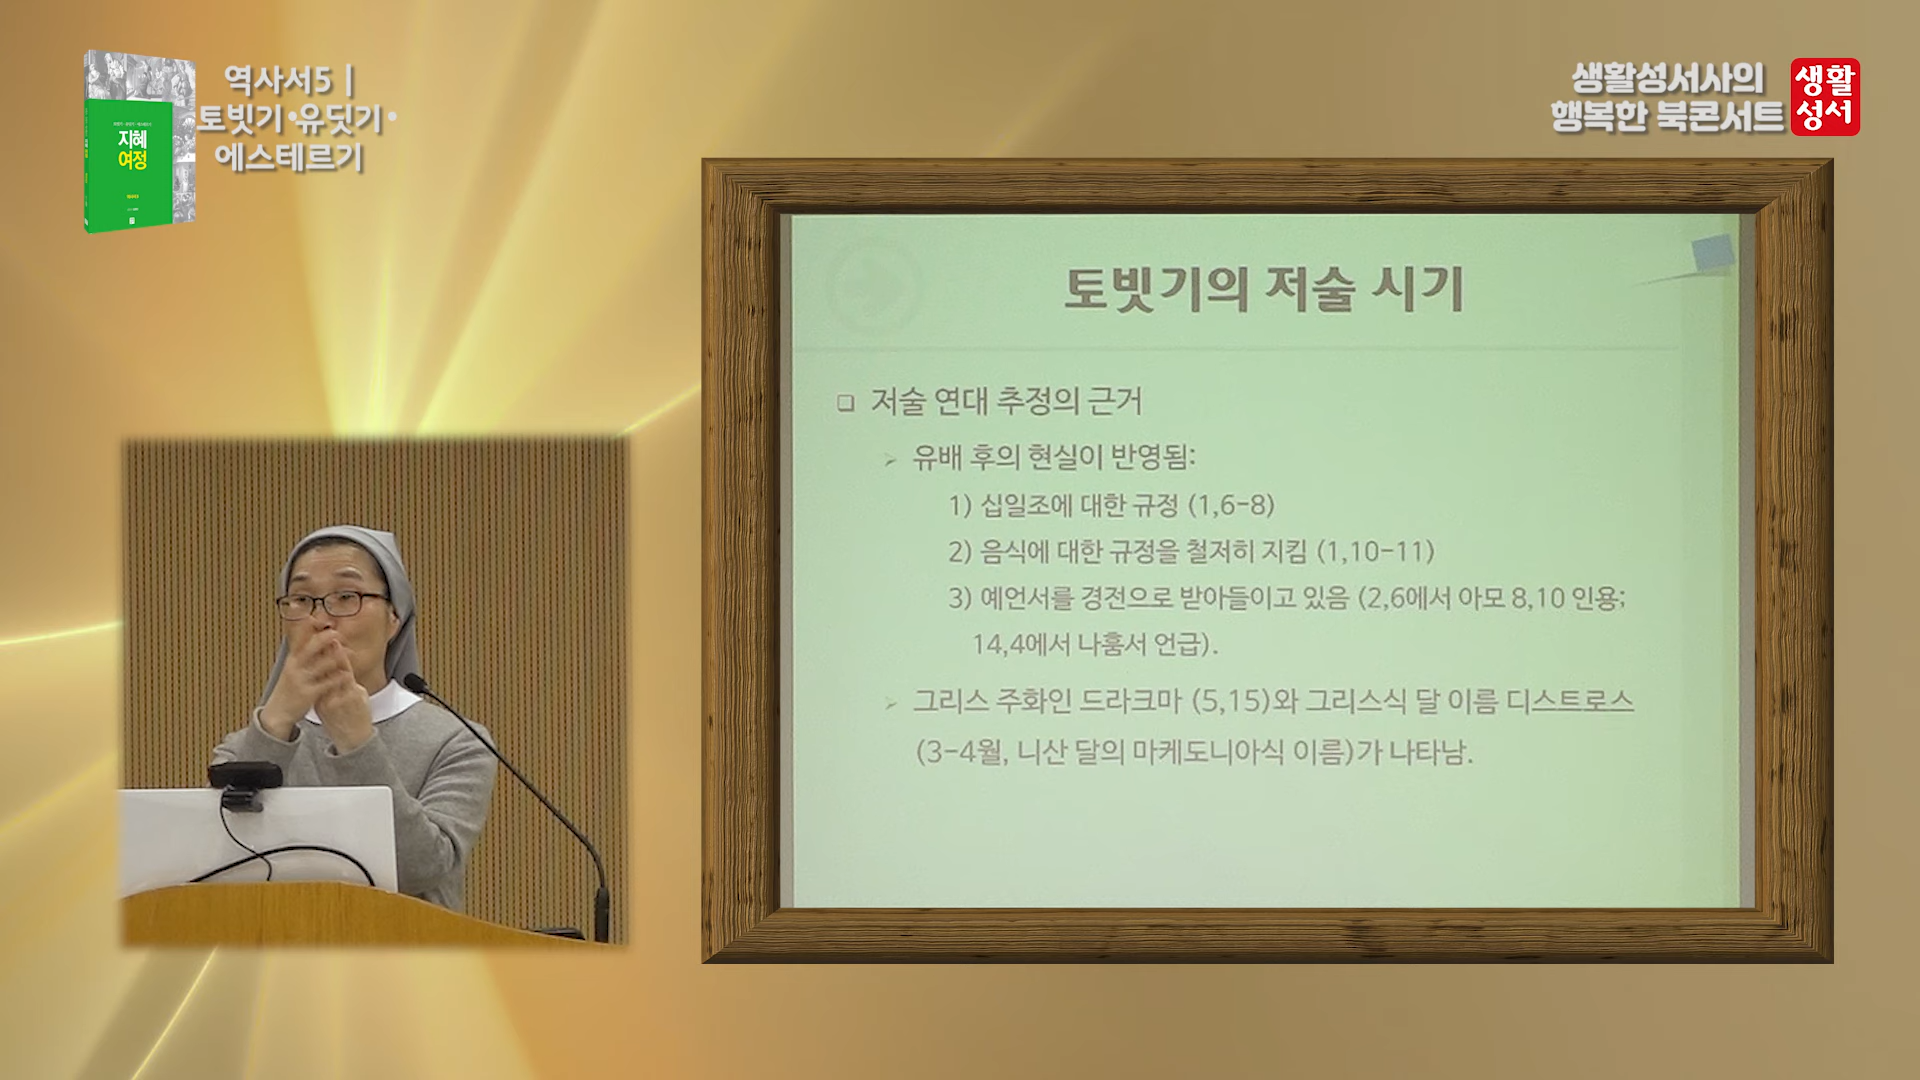 역사서5 |
토빗기·유딧기·
에스테르기
지혜
여정
생활성서사의
행복한 북콘서트
생활
성서
토빗기의 저술 시기
❏ 저술 연대 추정의 근거
➢ 유배 후의 현실이 반영됨:
1) 십일조에 대한 규정 (1,6-8)
2) 음식에 대한 규정을 철저히 지킴 (1,10-11)
3) 예언서를 경전으로 받아들이고 있음 (2,6에서 아모 8,10 인용;
14,4에서 나훔서 언급).
➢ 그리스 주화인 드라크마 (5,15)와 그리스식 달 이름 디스트로스
(3-4월, 니산 달의 마케도니아식 이름)가 나타남.